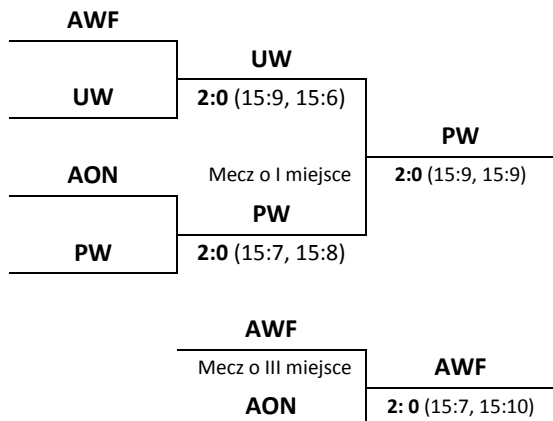 AWF
UW
UW
2:0 (15:9, 15:6)
PW
AON
Mecz o I miejsce
2:0 (15:9, 15:9)
PW
PW
2:0 (15:7, 15:8)
AWF
Mecz o III miejsce
AWF
AON
2: 0 (15:7, 15:10)